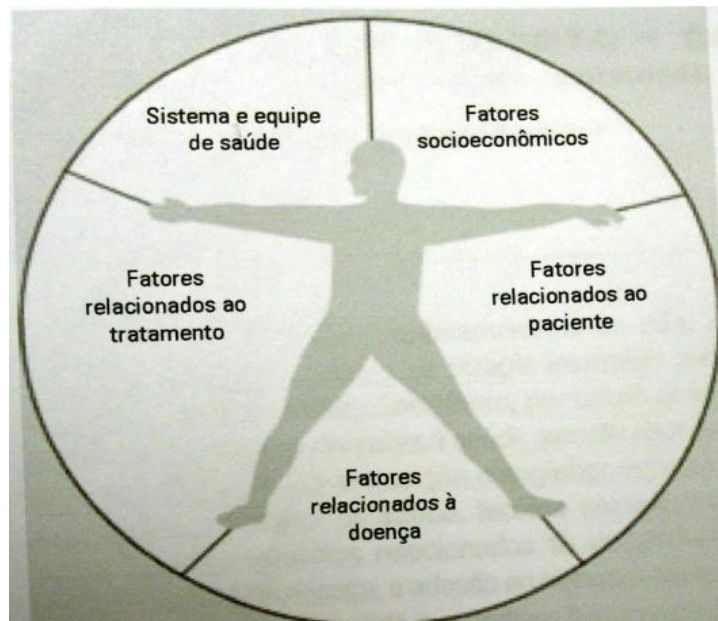 Sistema e equipe
de saúde
Fatores
socioeconômicos
Fatores
relacionados ao
tratamento
Fatores
relacionados ao
paciente
Fatores
relacionados à
doença